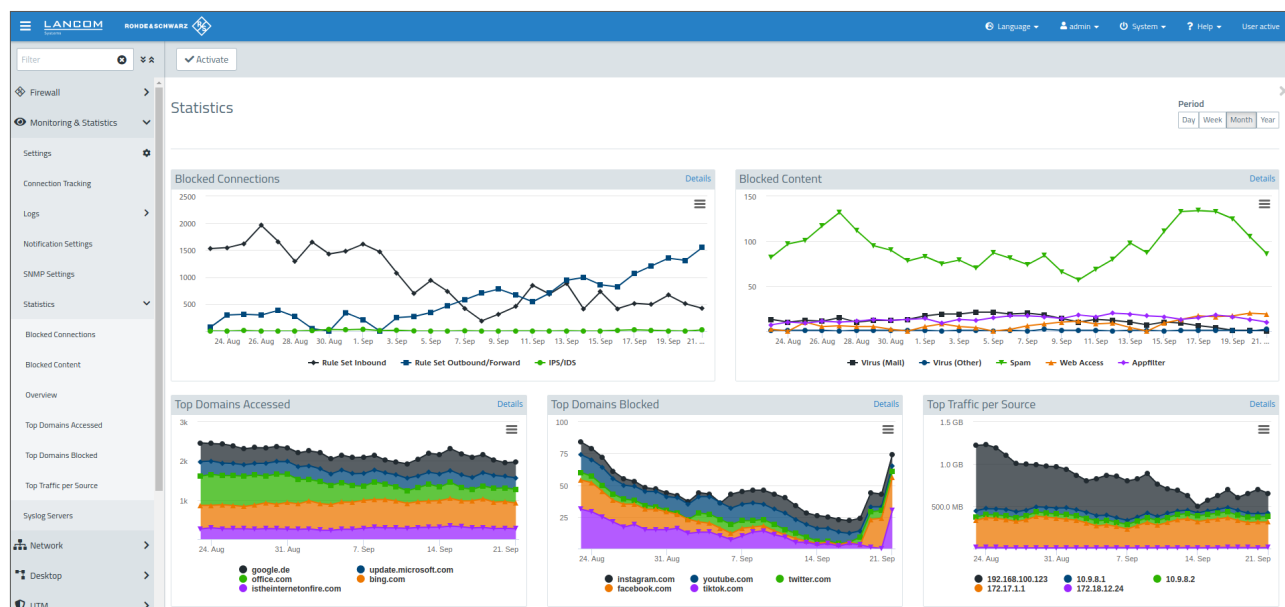 LANCOM
Systems
ROHDE&SCHWARZ
Language
admin
System
? Help
User active
Filter
Activate
Firewall
Monitoring & Statistics
Settings
Connection Tracking
Logs
Notification Settings
SNMP Settings
Statistics
Blocked Connections
Blocked Content
Overview
Top Domains Accessed
Top Domains Blocked
Top Traffic per Source
Syslog Servers
Network
Desktop
UTM
Statistics
Period
Day Week Month Year
Blocked Connections
Details
2500
2000
1500
1000
500
24. Aug 26. Aug 28. Aug 30. Aug 1. Sep 3. Sep 5. Sep 7. Sep 9. Sep 11. Sep 13. Sep 15. Sep 17. Sep 19. Sep 21. ...
Rule Set Inbound Rule Set Outbound/Forward IPS/IDS
Blocked Content
Details
150
100
50
24. Aug 26. Aug 28. Aug 30. Aug 1. Sep 3. Sep 5. Sep 7. Sep 9. Sep 11. Sep 13. Sep 15. Sep 17. Sep 19. Sep 21. ...
Virus (Mail) Virus (Other) Spam Web Access Appfilter
Top Domains Accessed
Details
3k
2k
1k
24. Aug 31. Aug 7. Sep 14. Sep 21. Sep
google.de update.microsoft.com
office.com bing.com
istheinternetonfire.com
Top Domains Blocked
Details
100
75
50
25
24. Aug 31. Aug 7. Sep 14. Sep 21. Sep
instagram.com youtube.com twitter.com
facebook.com tiktok.com
Top Traffic per Source
Details
1.5 GB
1.0 GB
500.0 MB
24. Aug 31. Aug 7. Sep 14. Sep 21. Sep
192.168.100.123 10.9.8.1 10.9.8.2
172.17.1.1 172.18.12.24